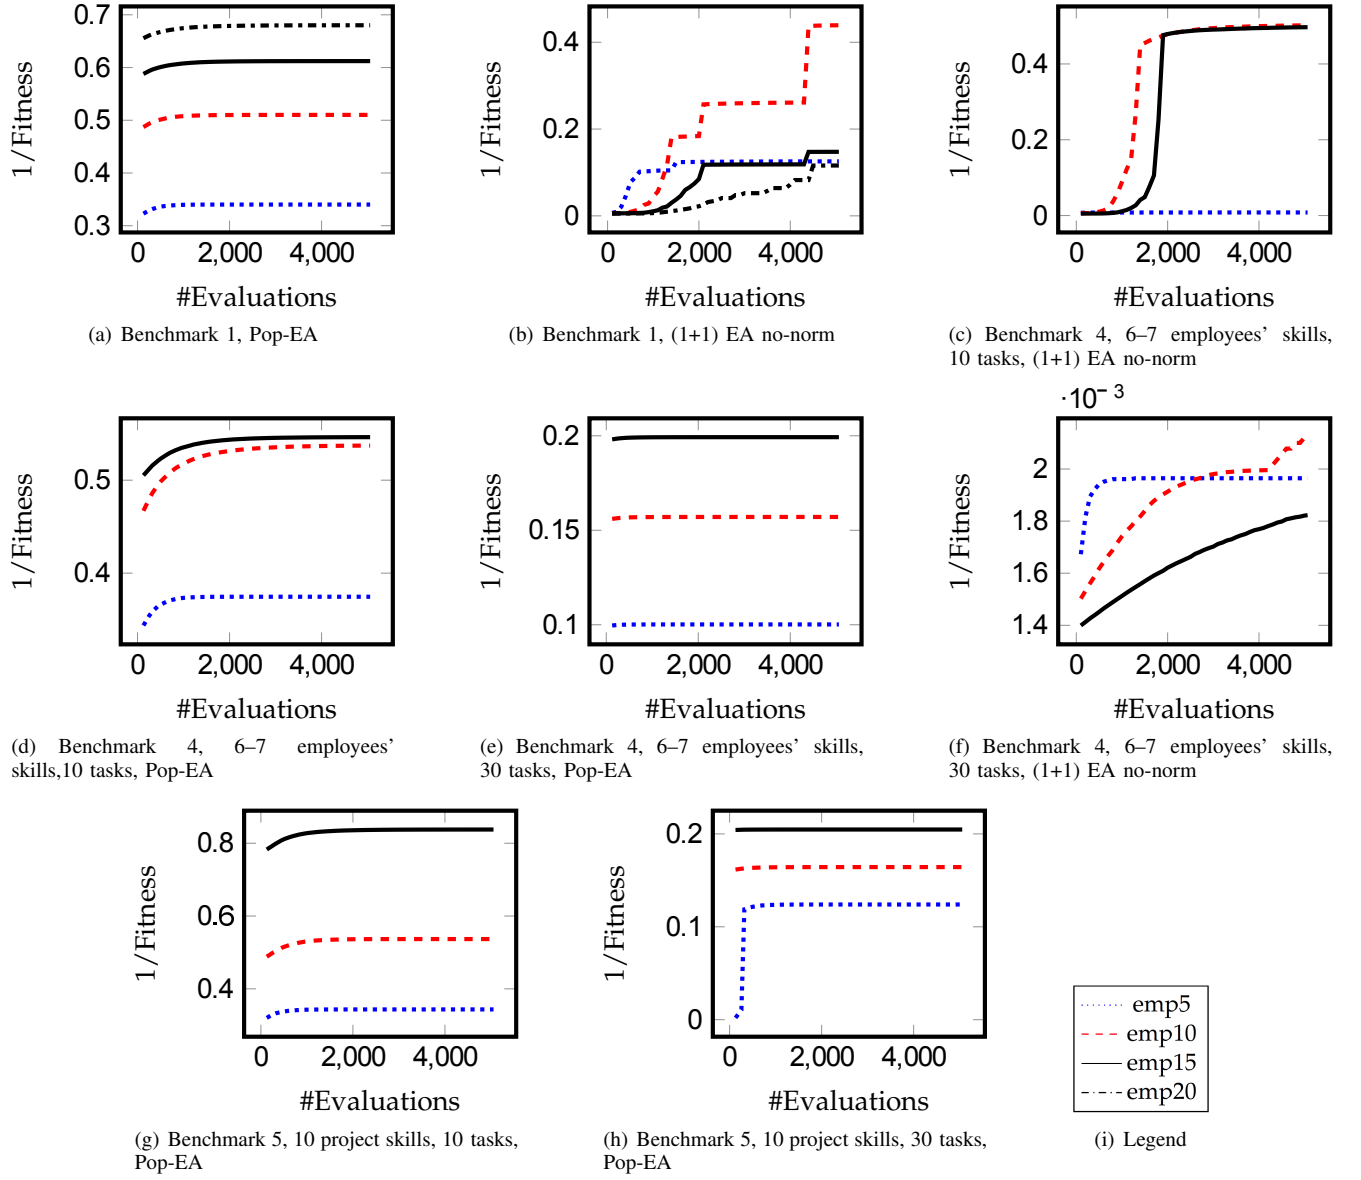 0.7
0.6
0.5
0.4
0.3
0
2,000
4,000
1/Fitness
#Evaluations
(a) Benchmark 1, Pop-EA
0.4
0.2
0
0
2,000
4,000
1/Fitness
#Evaluations
(b) Benchmark 1, (1+1) EA no-norm
0.4
0.2
0
0
2,000
4,000
1/Fitness
#Evaluations
(c) Benchmark 4, 6–7 employees' skills,
10 tasks, (1+1) EA no-norm
0.5
0.4
0
2,000
4,000
1/Fitness
#Evaluations
(d) Benchmark 4, 6–7 employees'
skills,10 tasks, Pop-EA
0.2
0.15
0.1
0
2,000
4,000
1/Fitness
#Evaluations
(e) Benchmark 4, 6–7 employees' skills,
30 tasks, Pop-EA
·10⁻³
2
1.8
1.6
1.4
0
2,000
4,000
1/Fitness
#Evaluations
(f) Benchmark 4, 6–7 employees' skills,
30 tasks, (1+1) EA no-norm
0.8
0.6
0.4
0
2,000
4,000
1/Fitness
#Evaluations
(g) Benchmark 5, 10 project skills, 10 tasks,
Pop-EA
0.2
0.1
0
0
2,000
4,000
1/Fitness
#Evaluations
(h) Benchmark 5, 10 project skills, 30 tasks,
Pop-EA
emp5
emp10
emp15
emp20
(i) Legend